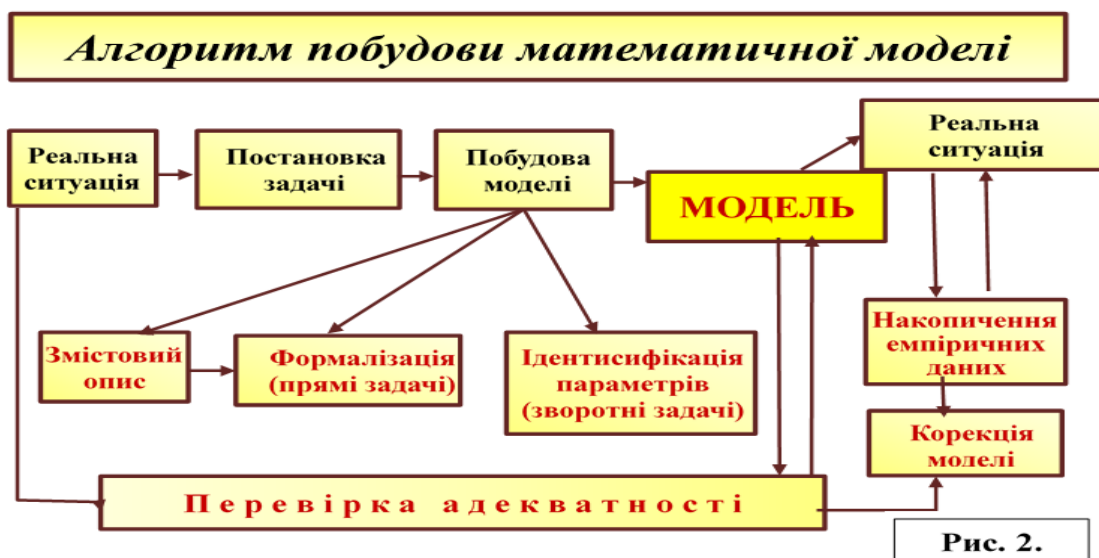 Алгоритм побудови математичної моделі
Реальна
ситуація
Постановка
задачі
Побудова
моделі
МОДЕЛЬ
Реальна
ситуація
Змістовий
опис
Формалізація
(прямі задачі)
Ідентисифікація
параметрів
(зворотні задачі)
Накопичення
емпіричних
даних
Корекція
моделі
Перевірка адекватності
Рис. 2.